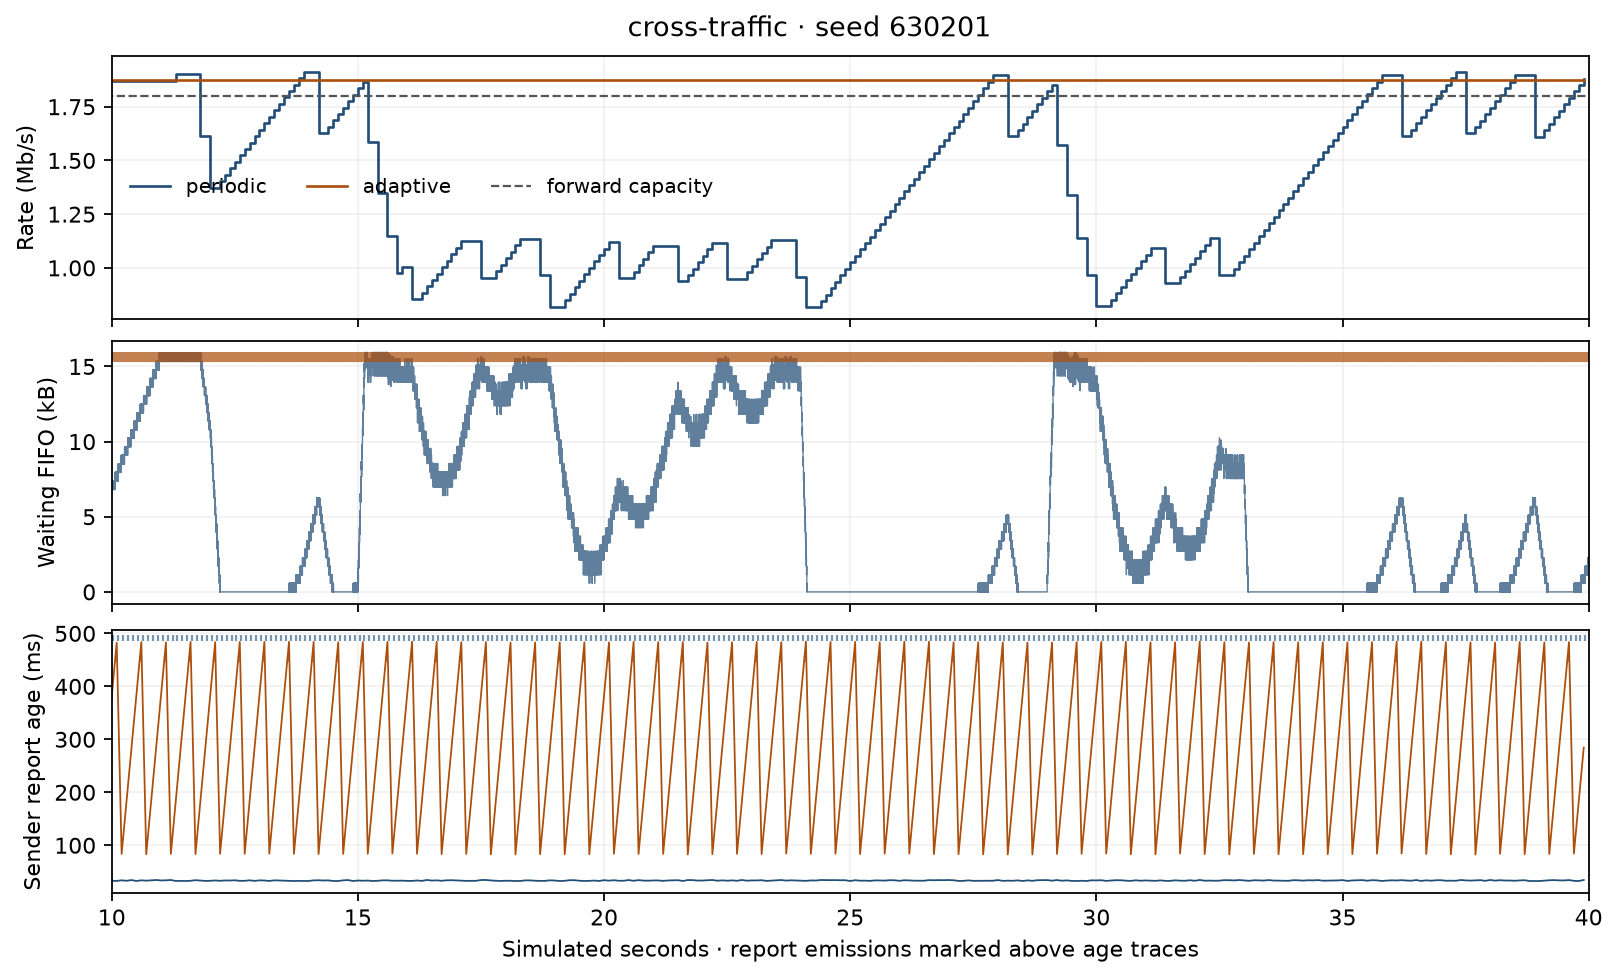 cross-traffic · seed 630201
Rate (Mb/s)
1.75
1.50
1.25
1.00
periodic adaptive forward capacity
Waiting FIFO (kB)
15
10
5
0
Sender report age (ms)
500
400
300
200
100
10 15 20 25 30 35 40
Simulated seconds · report emissions marked above age traces